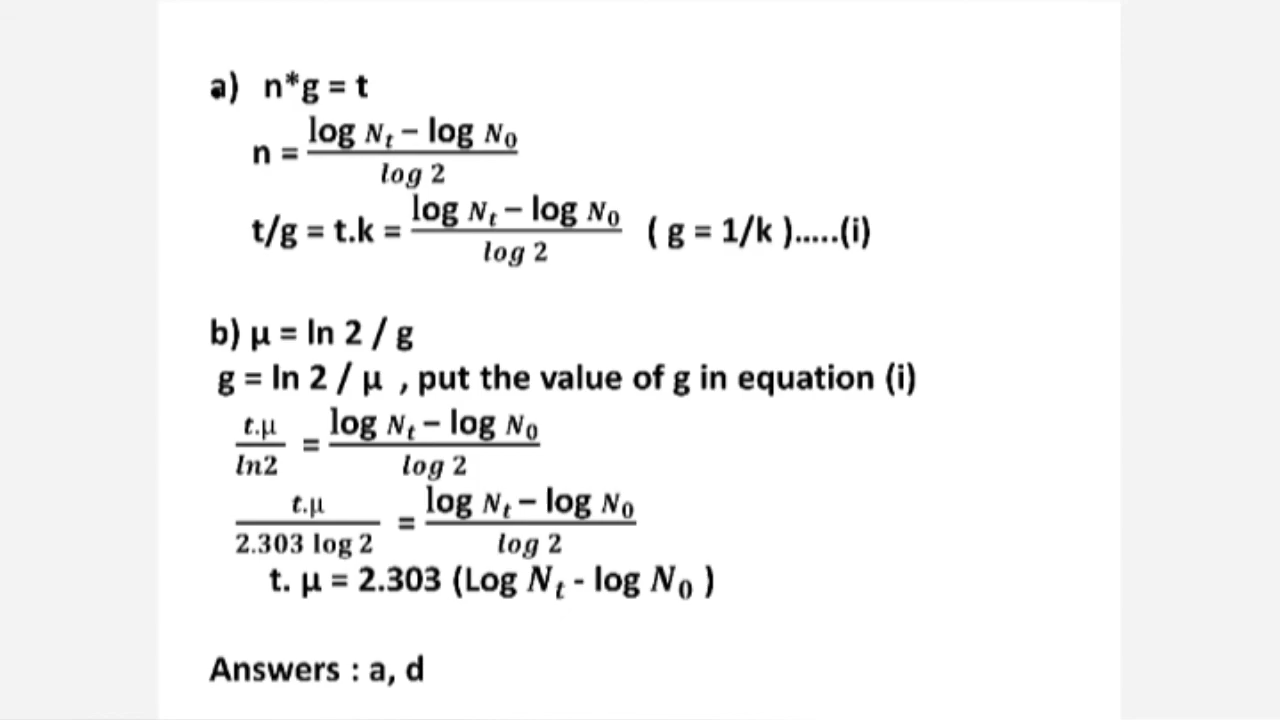 a) n*g = t
n = (log Nₜ − log N₀) / log 2
t/g = t.k = (log Nₜ − log N₀) / log 2 ( g = 1/k ).....(i)
b) μ = ln 2 / g
g = ln 2 / μ , put the value of g in equation (i)
t.μ / ln2 = (log Nₜ − log N₀) / log 2
t.μ / 2.303 log 2 = (log Nₜ − log N₀) / log 2
t. μ = 2.303 (Log Nₜ - log N₀ )
Answers : a, d